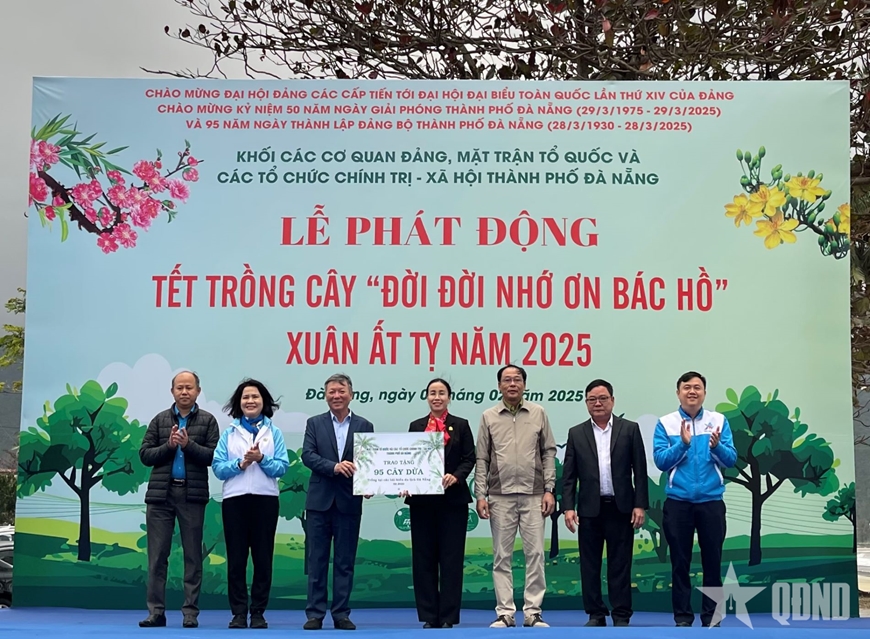 CHÀO MỪNG ĐẠI HỘI ĐẢNG CÁC CẤP TIẾN TỚI ĐẠI HỘI ĐẠI BIỂU TOÀN QUỐC LẦN THỨ XIV CỦA ĐẢNG
CHÀO MỪNG KỶ NIỆM 50 NĂM NGÀY GIẢI PHÓNG THÀNH PHỐ ĐÀ NẴNG (29/3/1975 - 29/3/2025)
VÀ 95 NĂM NGÀY THÀNH LẬP ĐẢNG BỘ THÀNH PHỐ ĐÀ NẴNG (28/3/1930 - 28/3/2025)
KHỐI CÁC CƠ QUAN ĐẢNG, MẶT TRẬN TỔ QUỐC VÀ
CÁC TỔ CHỨC CHÍNH TRỊ - XÃ HỘI THÀNH PHỐ ĐÀ NẴNG
LỄ PHÁT ĐỘNG
TẾT TRỒNG CÂY “ĐỜI ĐỜI NHỚ ƠN BÁC HỒ”
XUÂN ẤT TỴ NĂM 2025
ngày tháng 02 năm 2025
TRAO TẶNG
95 CÂY DỪA
QĐND